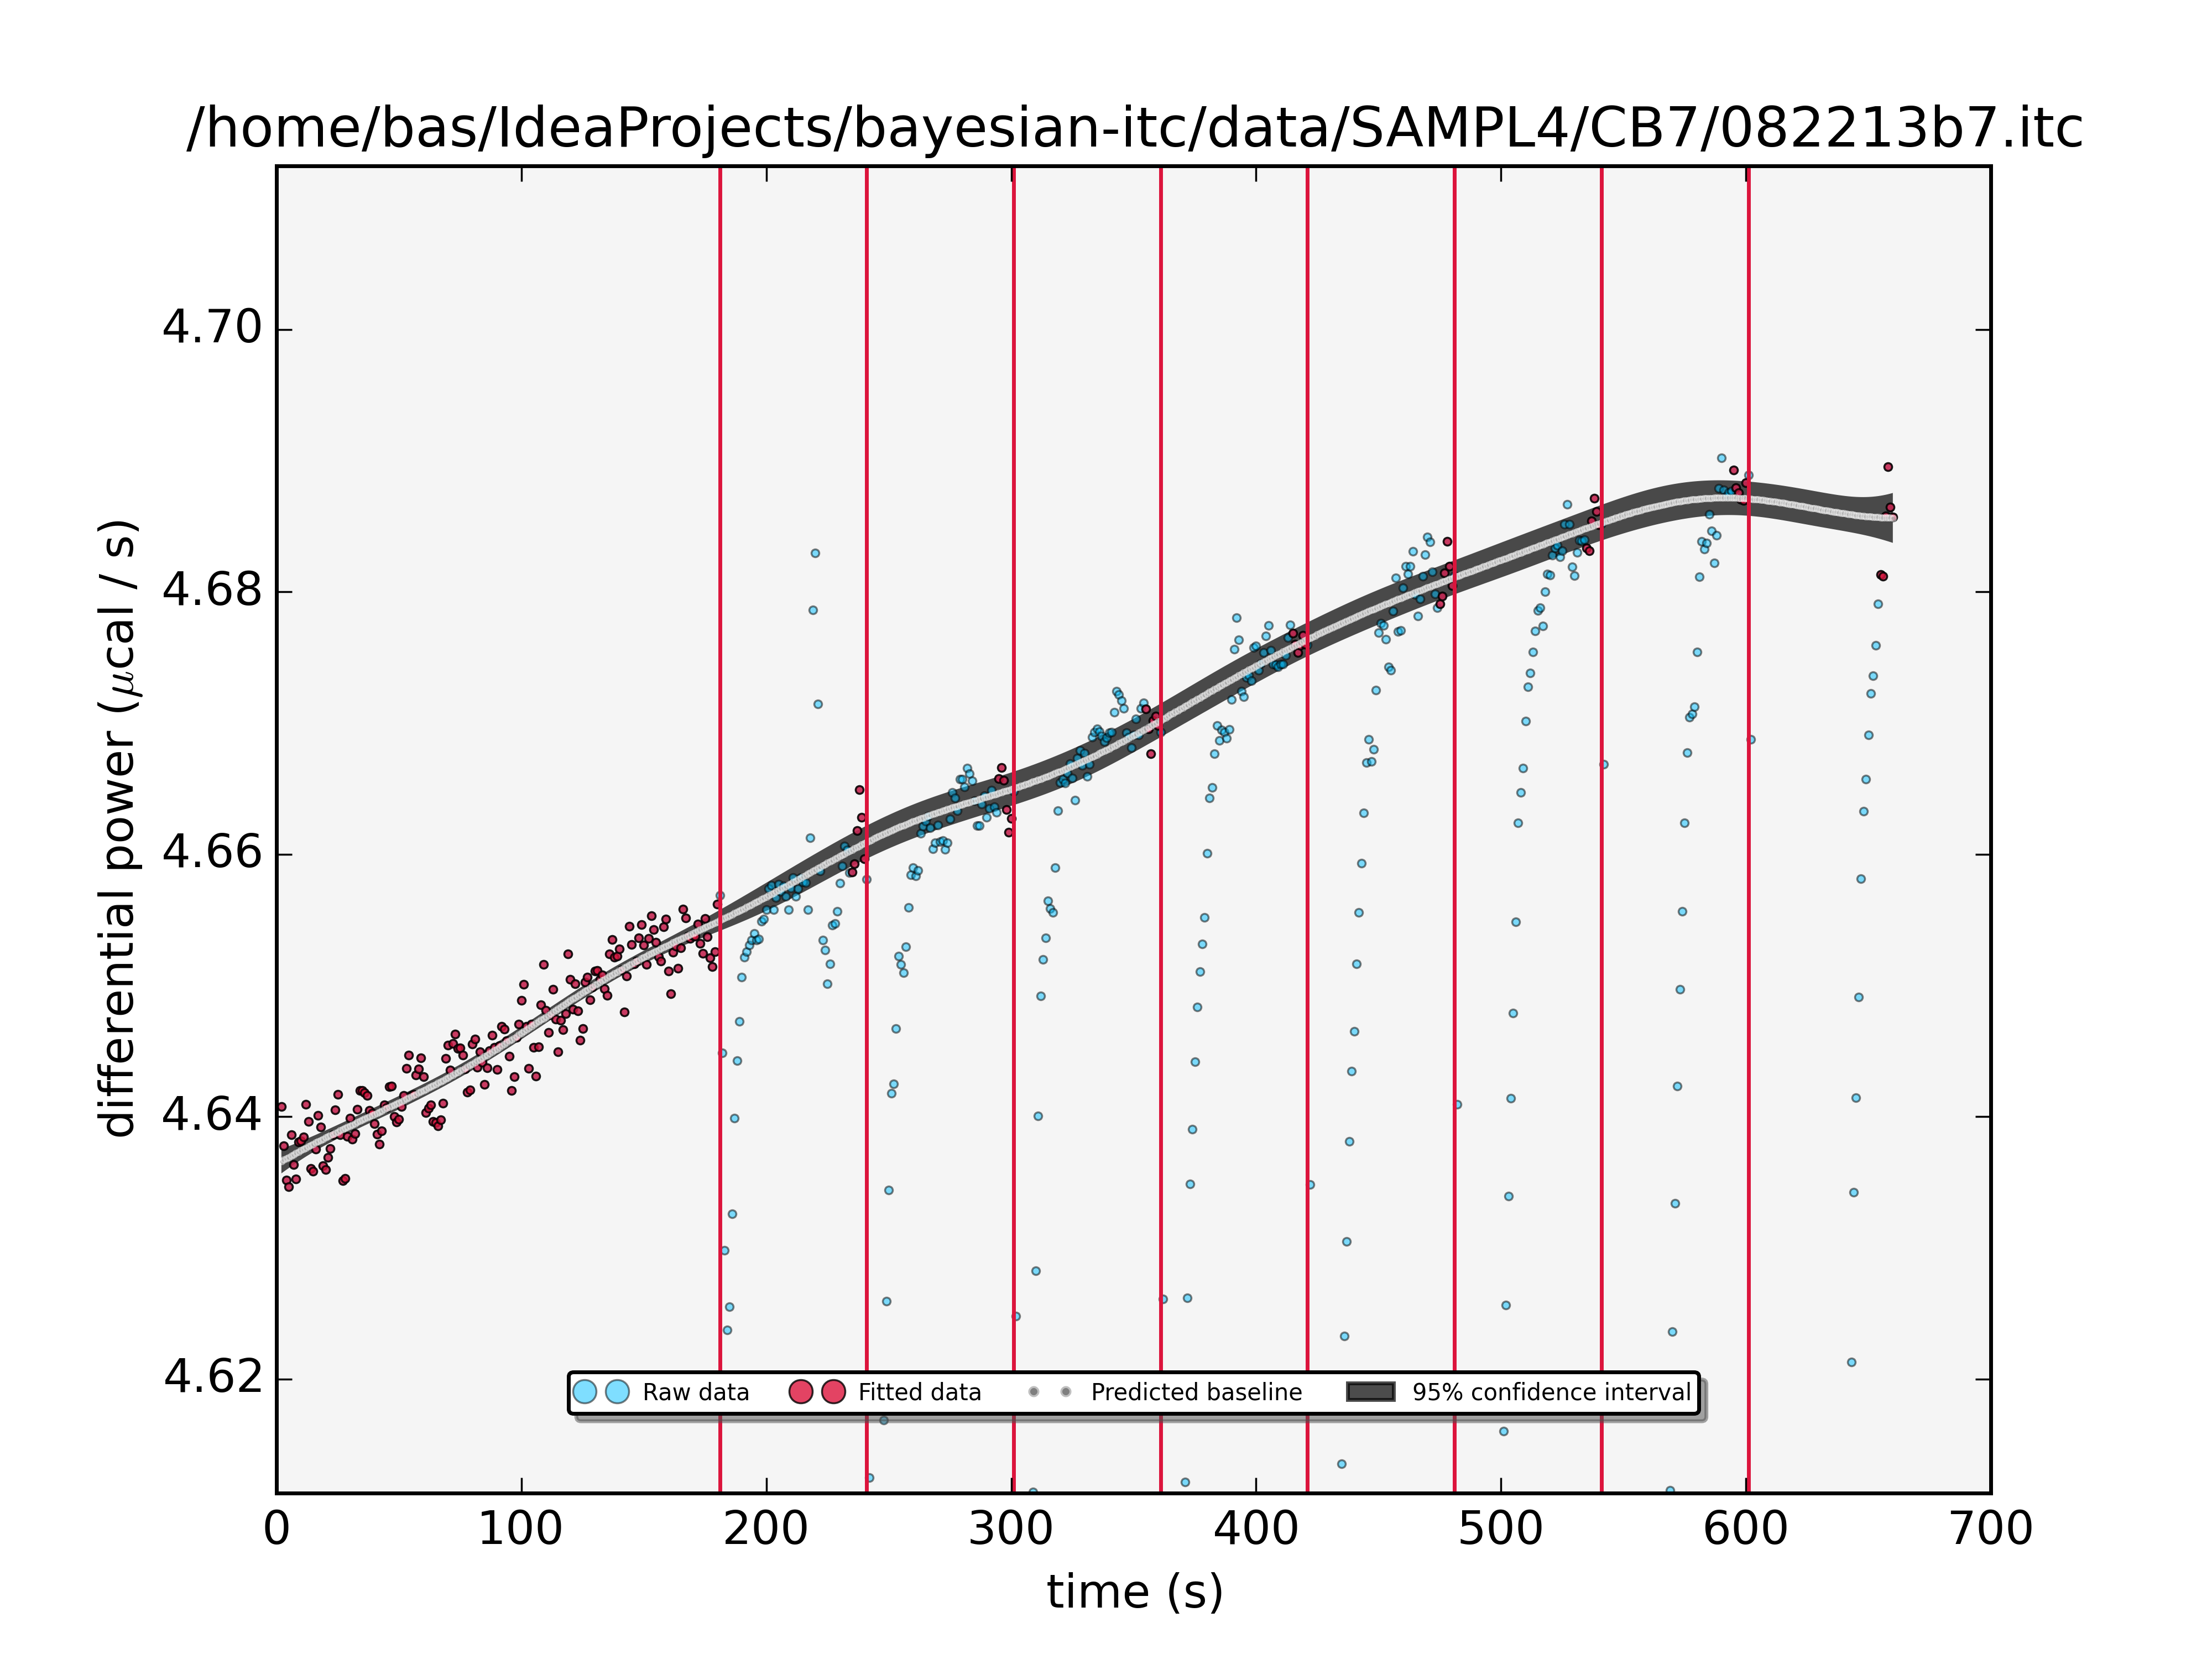 /home/bas/IdeaProjects/bayesian-itc/data/SAMPL4/CB7/082213b7.itc
differential power (μcal / s)
4.70
4.68
4.66
4.64
4.62
Raw data Fitted data Predicted baseline 95% confidence interval
0 100 200 300 400 500 600 700
time (s)